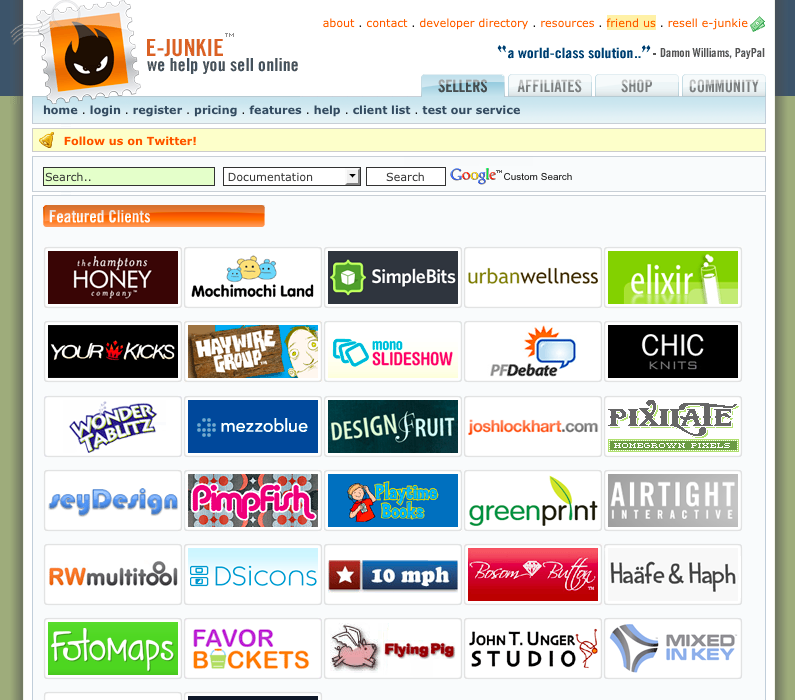 about . contact . developer directory . resources . friend us . resell e-junkie
E-JUNKIE™
we help you sell online
"a world-class solution.." - Damon Williams, PayPal
SELLERS AFFILIATES SHOP COMMUNITY
home . login . register . pricing . features . help . client list . test our service
Follow us on Twitter!
Search.. Documentation Search Google™ Custom Search
Featured Clients
the hamptons
HONEY
company™
Mochimochi Land
SimpleBits
urbanwellness
elixir
YOUR KICKS
HAYWIRE
GROUP™
mono
SLIDESHOW
PFDebate
CHIC
KNITS
WONDER
TABLITZ
mezzoblue
DESIGN FRUIT
joshlockhart.com
PIXILATE
HOMEGROWN PIXELS
seyDesign
PimpFish
Playtime
Books
greenprint
AIRTIGHT
INTERACTIVE
RWmultitool
DSicons
10 mph
Bosom Button™
Haäfe & Haph
FOTOMAPS
FAVOR
BUCKETS
Flying Pig
JOHN T. UNGER
STUDIO
MIXED
IN KEY